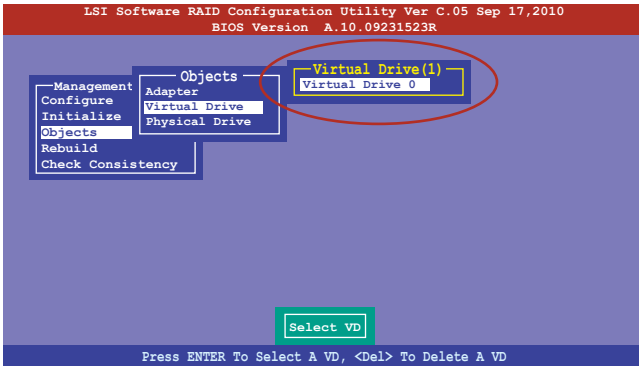 LSI Software RAID Configuration Utility Ver C.05 Sep 17,2010
BIOS Version A.10.09231523R
Management
Configure
Initialize
Objects
Rebuild
Check Consistency
Objects
Adapter
Virtual Drive
Physical Drive
Virtual Drive(1)
Virtual Drive 0
Select VD
Press ENTER To Select A VD, <Del> To Delete A VD